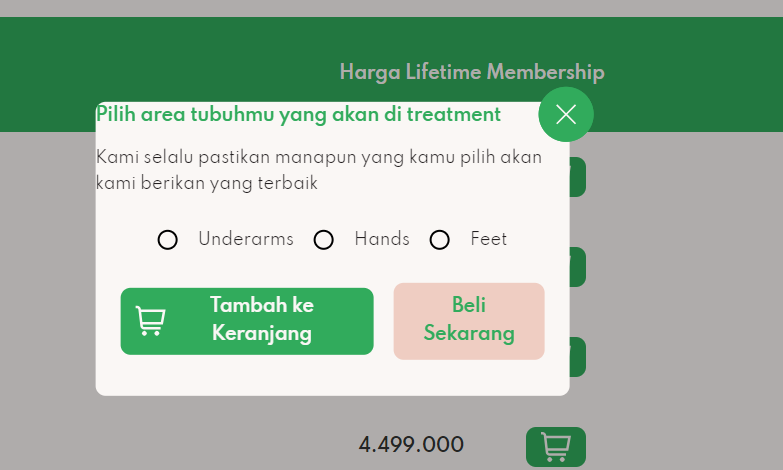 Harga Lifetime Membership
Pilih area tubuhmu yang akan di treatment
Kami selalu pastikan manapun yang kamu pilih akan
kami berikan yang terbaik
Underarms Hands Feet
Tambah ke
Keranjang
Beli
Sekarang
4.499.000